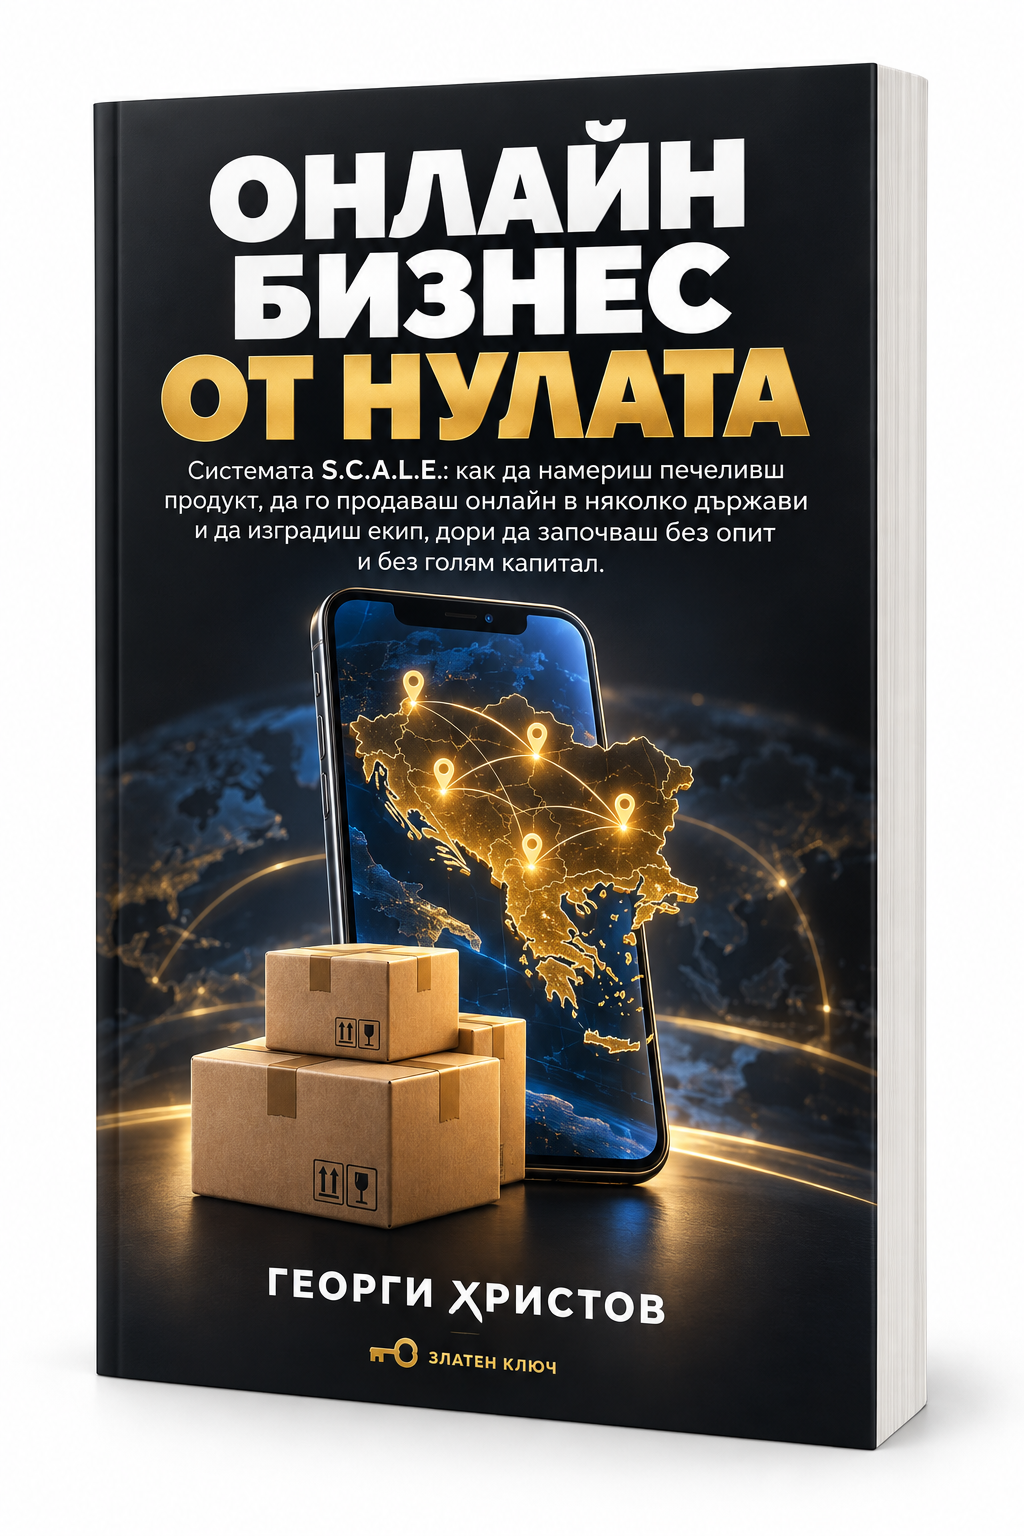 ОНЛАЙН
БИЗНЕС
ОТ НУЛАТА
Системата S.C.A.L.E.: как да намериш печеливш
продукт, да го продаваш онлайн в няколко държави
и да изградиш екип, дори да започваш без опит
и без голям капитал.
ГЕОРГИ ХРИСТОВ
ЗЛАТЕН КЛЮЧ